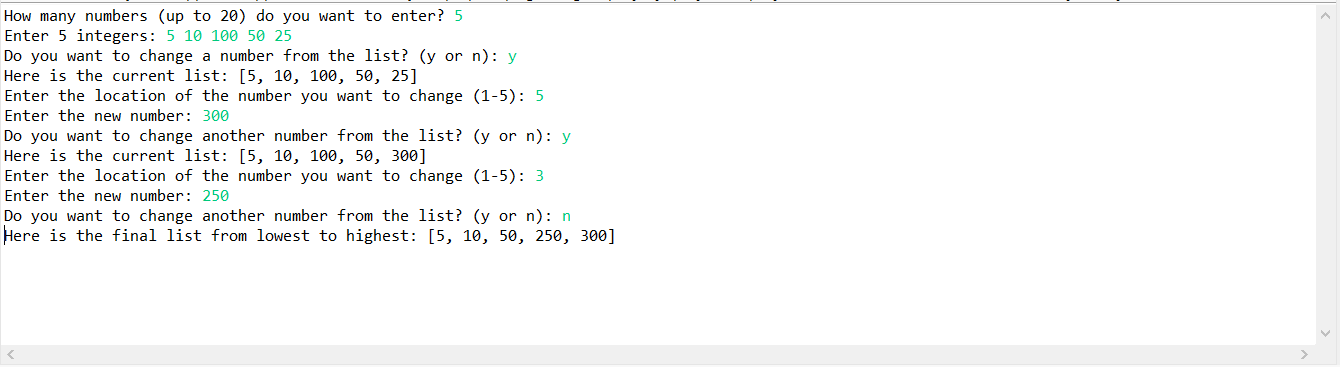 How many numbers (up to 20) do you want to enter? 5
Enter 5 integers: 5 10 100 50 25
Do you want to change a number from the list? (y or n): y
Here is the current list: [5, 10, 100, 50, 25]
Enter the location of the number you want to change (1-5): 5
Enter the new number: 300
Do you want to change another number from the list? (y or n): y
Here is the current list: [5, 10, 100, 50, 300]
Enter the location of the number you want to change (1-5): 3
Enter the new number: 250
Do you want to change another number from the list? (y or n): n
Here is the final list from lowest to highest: [5, 10, 50, 250, 300]